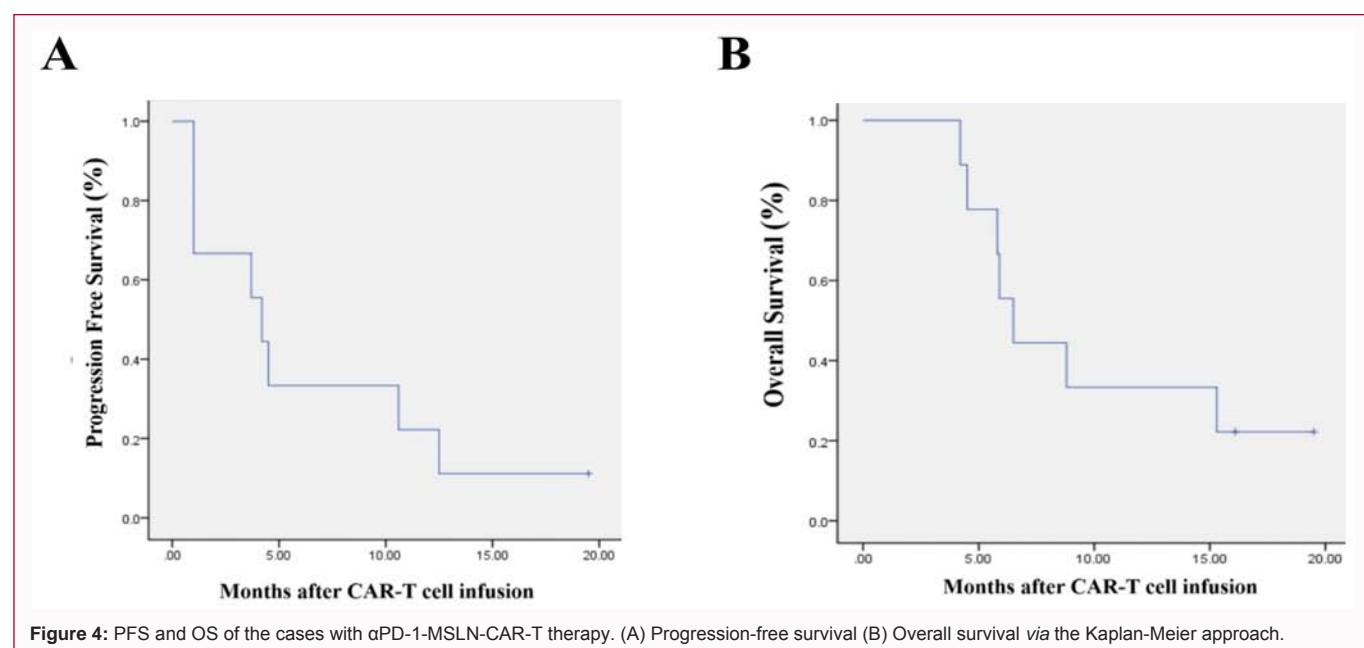 A
B
Progression Free Survival (%)
1.0
0.8
0.6
0.4
0.2
0.0
.00 5.00 10.00 15.00 20.00
Months after CAR-T cell infusion
Overall Survival (%)
1.0
0.8
0.6
0.4
0.2
0.0
.00 5.00 10.00 15.00 20.00
Months after CAR-T cell infusion
Figure 4: PFS and OS of the cases with αPD-1-MSLN-CAR-T therapy. (A) Progression-free survival (B) Overall survival via the Kaplan-Meier approach.